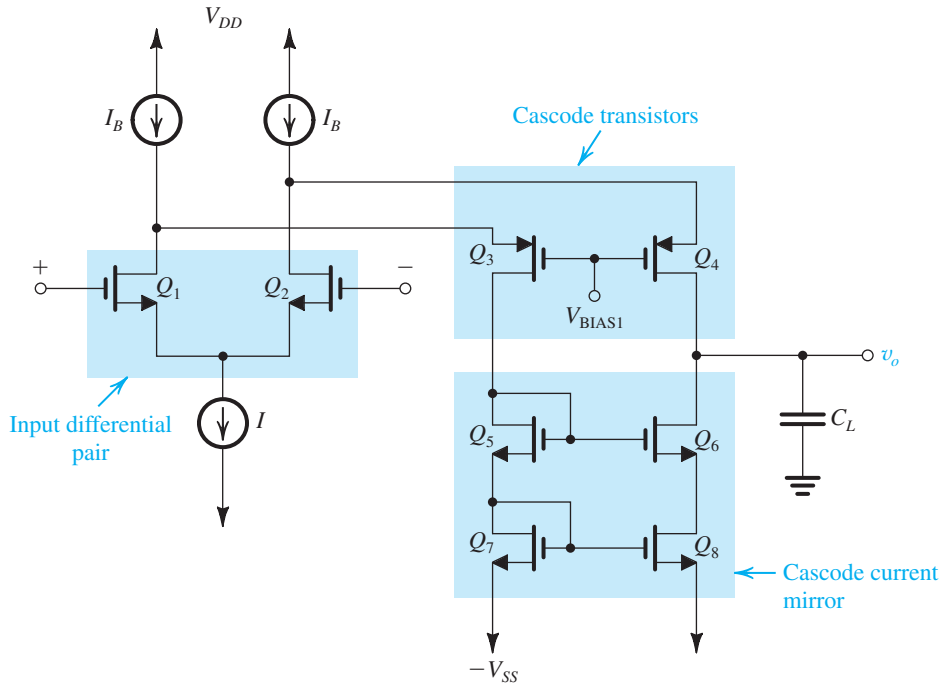 V_DD
I_B
I_B
Cascode transistors
Q_3
Q_4
+
Q_1
Q_2
−
V_BIAS1
v_o
Input differential
pair
I
C_L
Q_5
Q_6
Q_7
Q_8
Cascode current
mirror
−V_SS